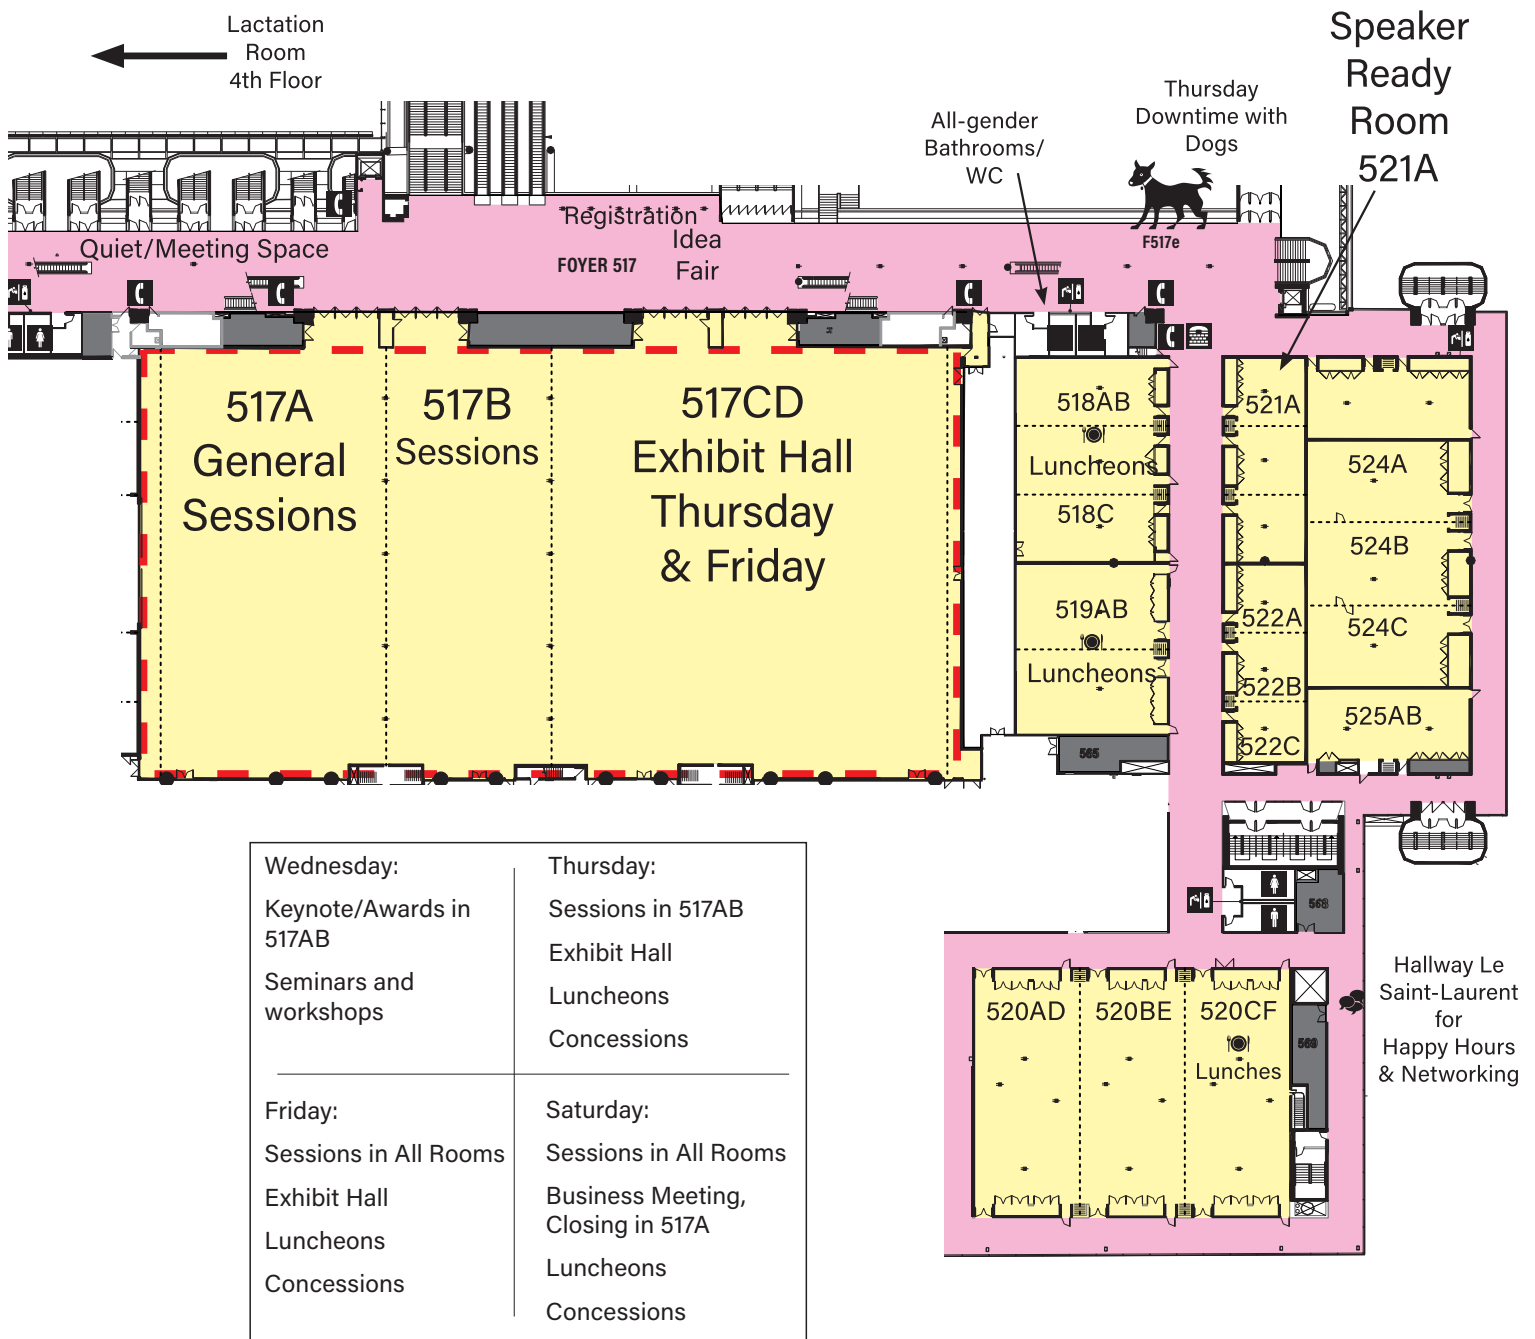 Lactation
Room
4th Floor
Speaker
Ready
Room
521A
Thursday
Downtime with
Dogs
All-gender
Bathrooms/
WC
Registration
Idea
Fair
Quiet/Meeting Space
FOYER 517
F517e
517A
General
Sessions
517B
Sessions
517CD
Exhibit Hall
Thursday
& Friday
518AB
Luncheons
518C
519AB
Luncheons
565
521A
522A
522B
522C
524A
524B
524C
525AB
568
520AD
520BE
520CF
Lunches
569
Hallway Le
Saint-Laurent
for
Happy Hours
& Networking
Wednesday:
Keynote/Awards in
517AB
Seminars and
workshops
Thursday:
Sessions in 517AB
Exhibit Hall
Luncheons
Concessions
Friday:
Sessions in All Rooms
Exhibit Hall
Luncheons
Concessions
Saturday:
Sessions in All Rooms
Business Meeting,
Closing in 517A
Luncheons
Concessions